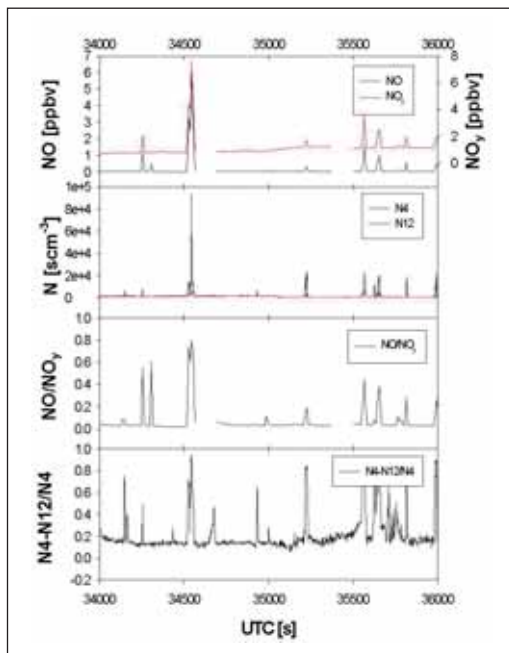 34000 34500 35000 35500 36000
7 6 5 4 3 2 1 0
NO [ppbv]
8 6 4 2 0
NOy [ppbv]
NO
NOy
1e+5 8e+4 6e+4 4e+4 2e+4 0
N [scm-3]
N4
N12
1.0 0.8 0.6 0.4 0.2 0.0
NO/NOy
NO/NOy
1.0 0.8 0.6 0.4 0.2 0.0 -0.2
N4-N12/N4
N4-N12/N4
34000 34500 35000 35500 36000
UTC [s]